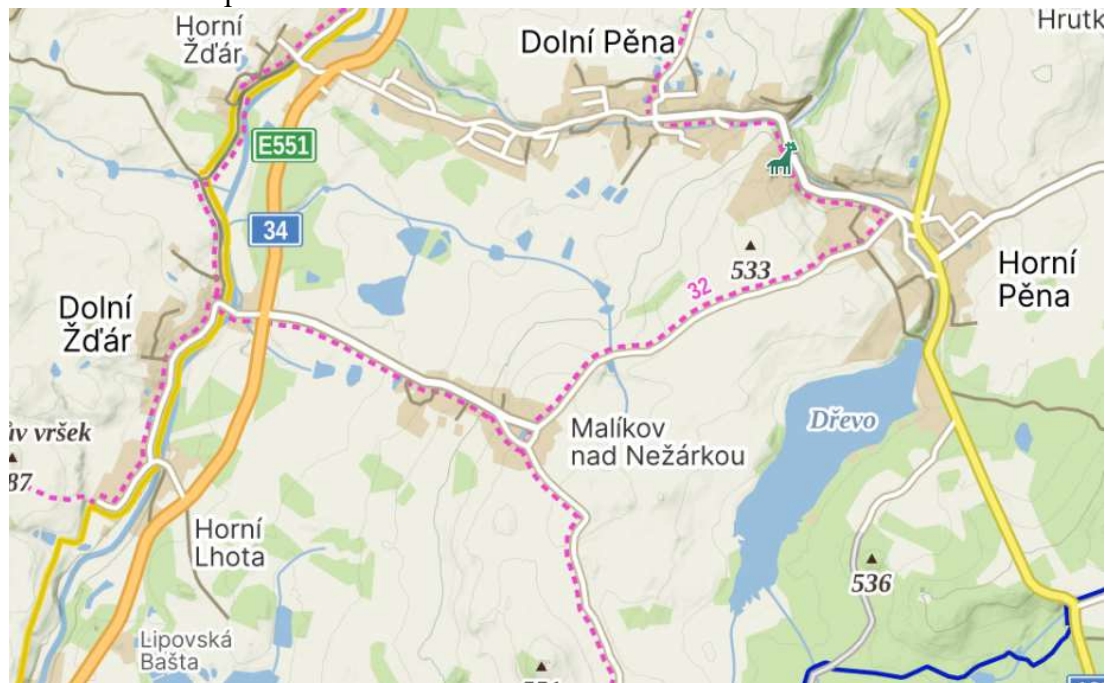 Horní
Žďár
Dolní Pěna
Hrutk
E551
34
533
32
Horní
Pěna
Dolní
Žďár
ův vršek
87
Malíkov
nad Nežárkou
Dřevo
Horní
Lhota
536
Lipovská
Bašta